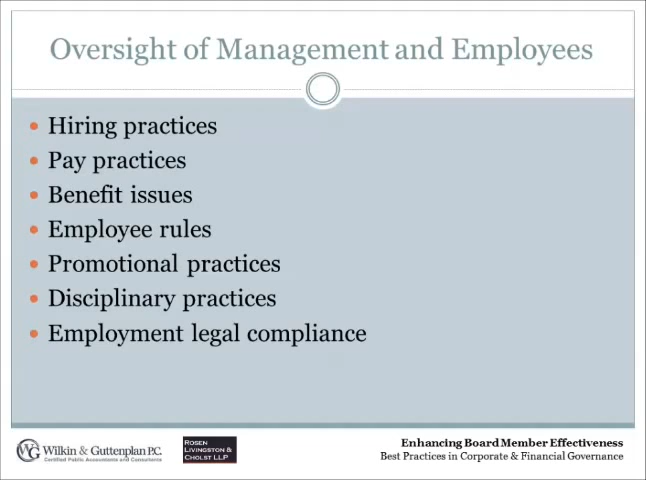 Oversight of Management and Employees
Hiring practices
Pay practices
Benefit issues
Employee rules
Promotional practices
Disciplinary practices
Employment legal compliance
WG Wilkin & Guttenplan P.C.
Certified Public Accountants and Consultants
ROSEN
LIVINGSTON &
CHOLST LLP
Enhancing Board Member Effectiveness
Best Practices in Corporate & Financial Governance